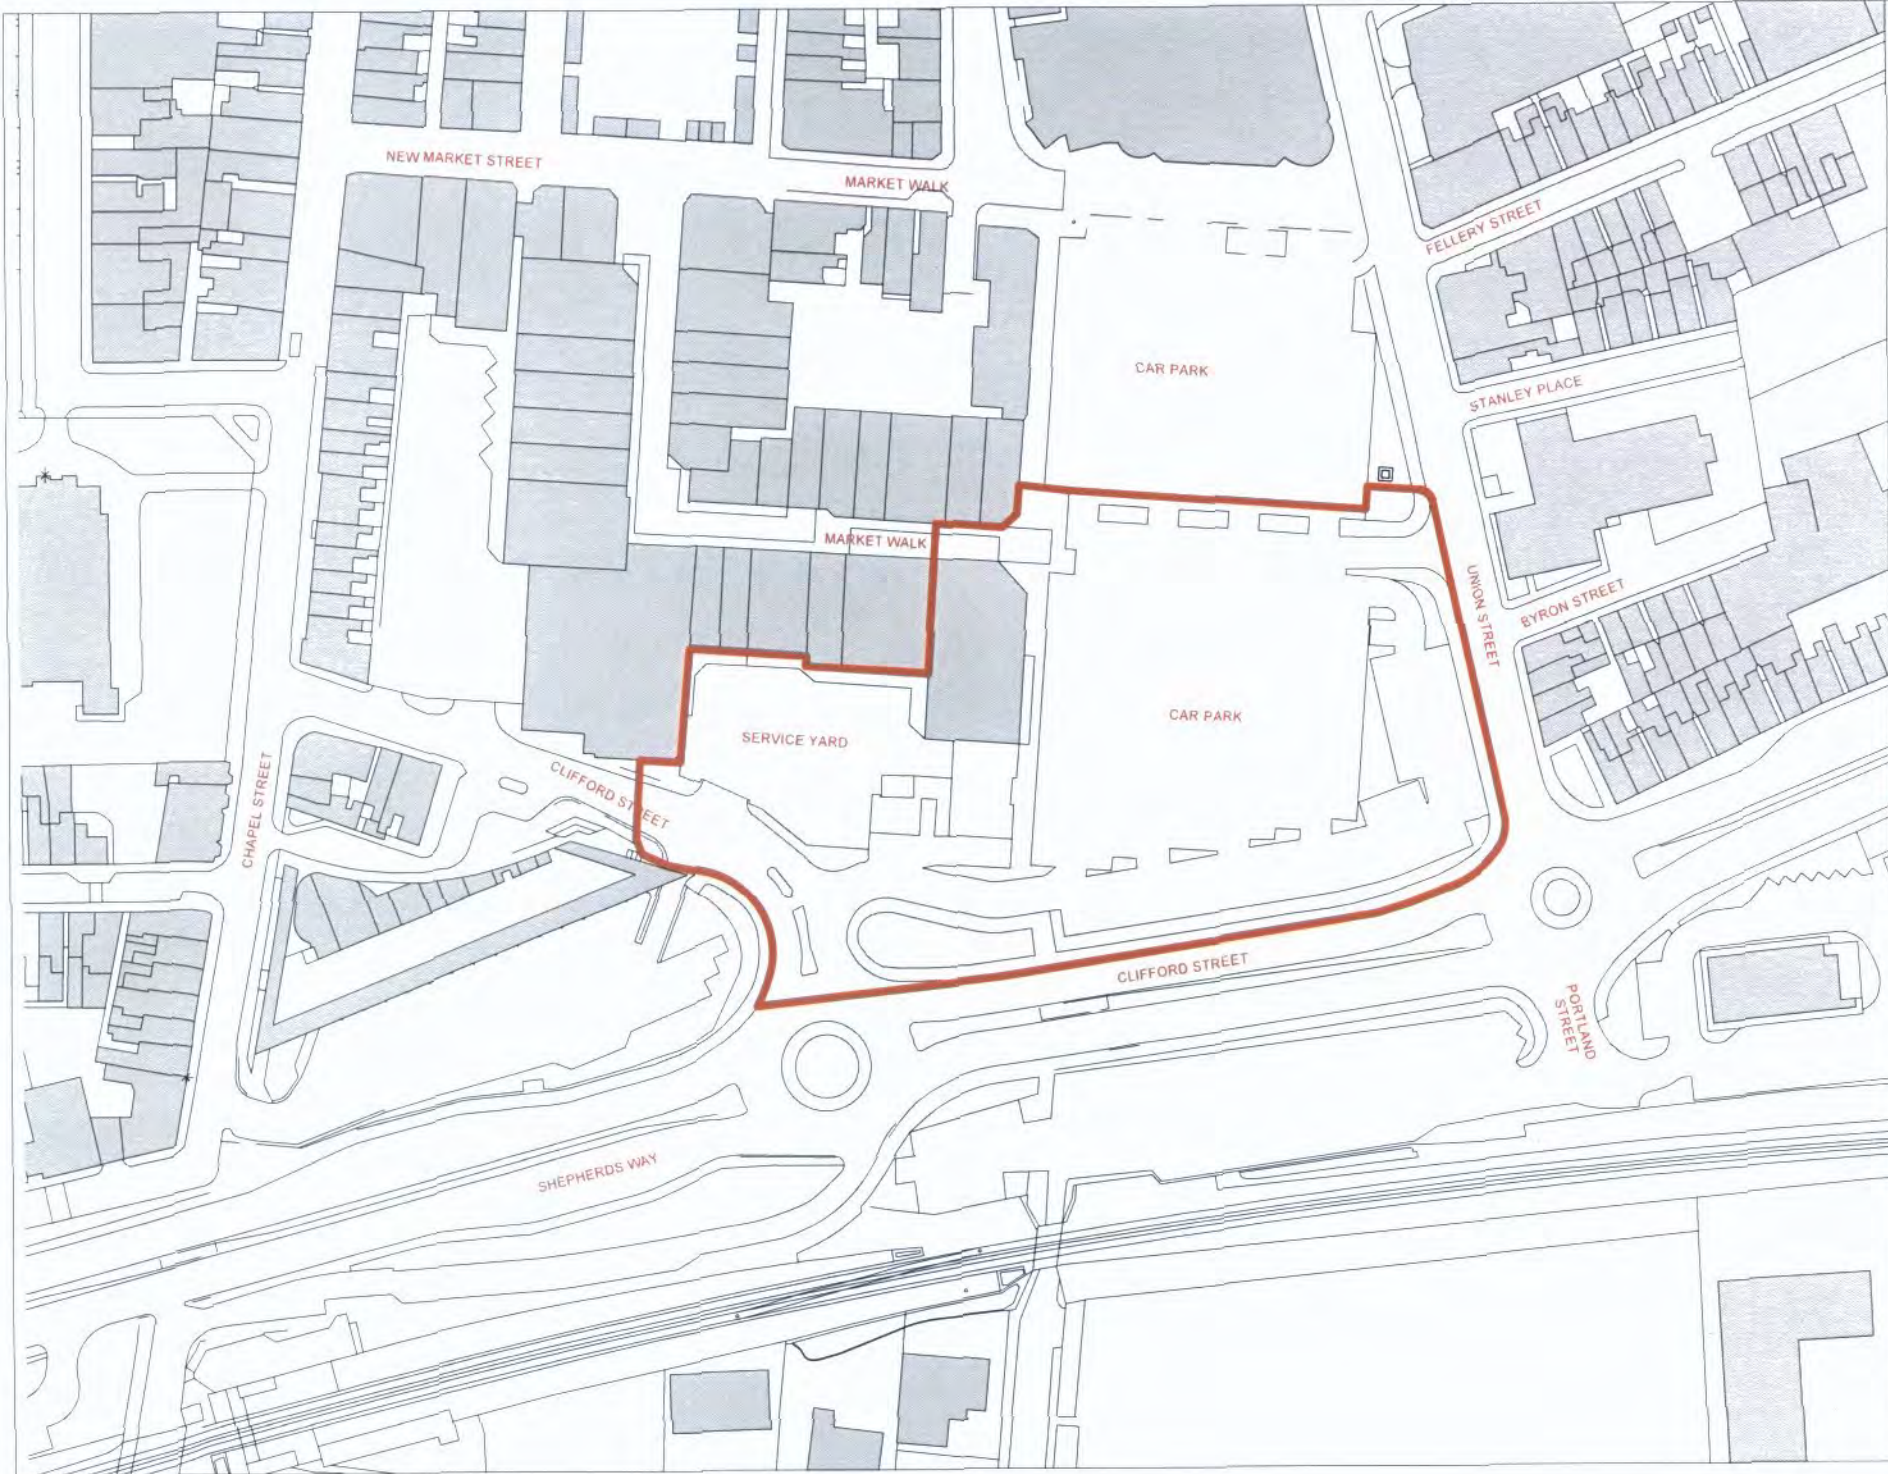 NEW MARKET STREET
MARKET WALK
FELLERY STREET
CAR PARK
STANLEY PLACE
MARKET WALK
UNION STREET
BYRON STREET
CAR PARK
SERVICE YARD
CLIFFORD STREET
CHAPEL STREET
CLIFFORD STREET
PORTLAND
STREET
SHEPHERDS WAY